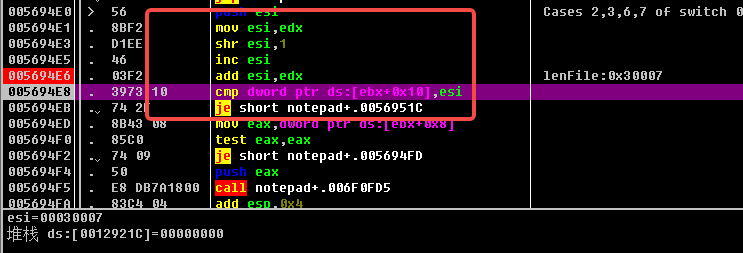 005694E0 > 56 push esi Cases 2,3,6,7 of switch 0
005694E1 . 8BF2 mov esi,edx
005694E3 . D1EE shr esi,1
005694E5 . 46 inc esi
005694E6 . 03F2 add esi,edx lenFile:0x30007
005694E8 . 3973 10 cmp dword ptr ds:[ebx+0x10],esi
005694EB . 74 2F je short notepad+.0056951C
005694ED . 8B43 08 mov eax,dword ptr ds:[ebx+0x8]
005694F0 . 85C0 test eax,eax
005694F2 . 74 09 je short notepad+.005694FD
005694F4 . 50 push eax
005694F5 . E8 DB7A1800 call notepad+.006F0FD5
005694FA . 83C4 04 add esp,0x4
esi=00030007
堆栈 ds:[0012921C]=00000000